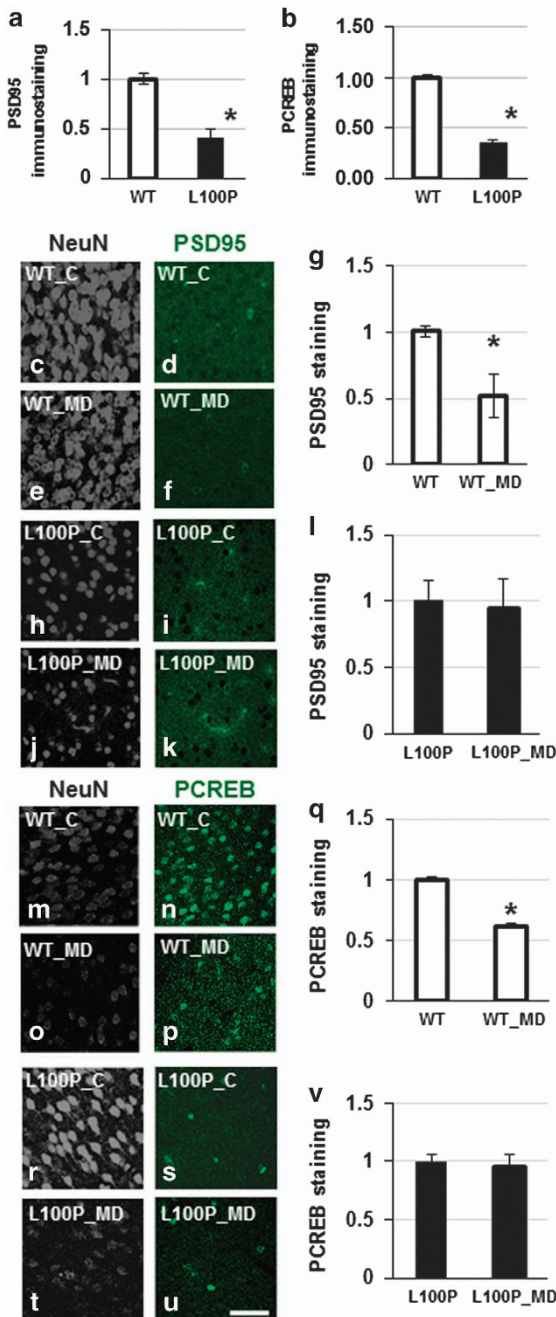 a
PSD95
immunostaining
1
0.5
0
*
WT L100P
b
PCREB
immunostaining
1.00
0.50
0.00
*
WT L100P
NeuN PSD95
WT_C
c
WT_C
d
WT_MD
e
WT_MD
f
g
PSD95 staining
1.5
1
0.5
0
*
WT WT_MD
L100P_C
h
L100P_C
i
L100P_MD
j
L100P_MD
k
l
PSD95 staining
1.5
1
0.5
0
L100P L100P_MD
NeuN PCREB
WT_C
m
WT_C
n
WT_MD
o
WT_MD
p
q
PCREB staining
1.5
1
0.5
0
*
WT WT_MD
L100P_C
r
L100P_C
s
L100P_MD
t
L100P_MD
u
v
PCREB staining
1.5
1
0.5
0
L100P L100P_MD